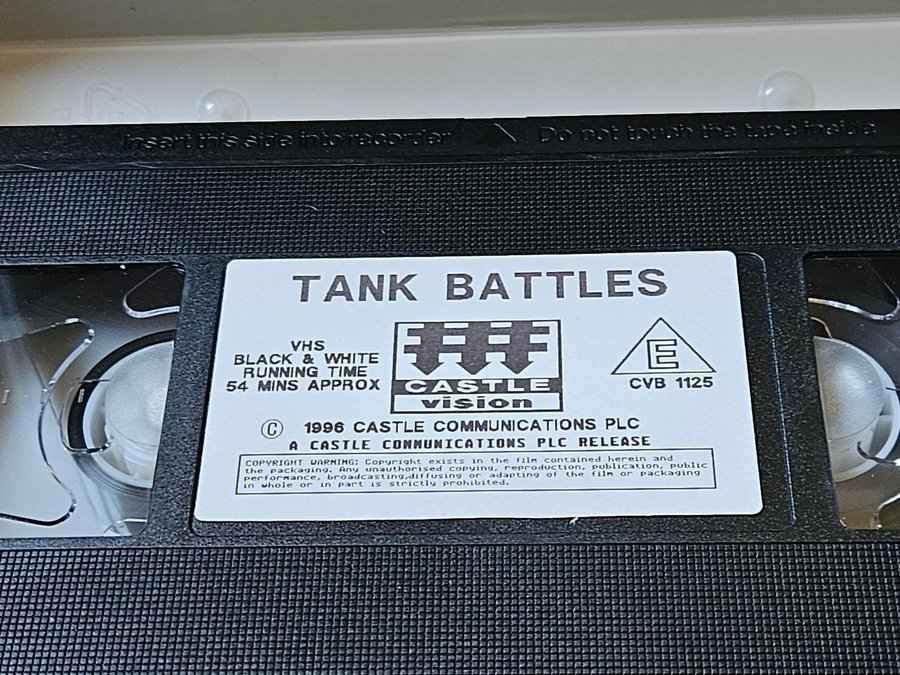 Insert this side into recorder
Do not touch the tape inside
TANK BATTLES
VHS
BLACK & WHITE
RUNNING TIME
54 MINS APPROX
CASTLE
vision
E
CVB 1125
© 1996 CASTLE COMMUNICATIONS PLC
A CASTLE COMMUNICATIONS PLC RELEASE
COPYRIGHT WARNING: Copyright exists in the film contained herein and
the packaging. Any unauthorised copying, reproduction, publication, public
performance, broadcasting,diffusing or adapting of the film or packaging
in whole or in part is strictly prohibited.